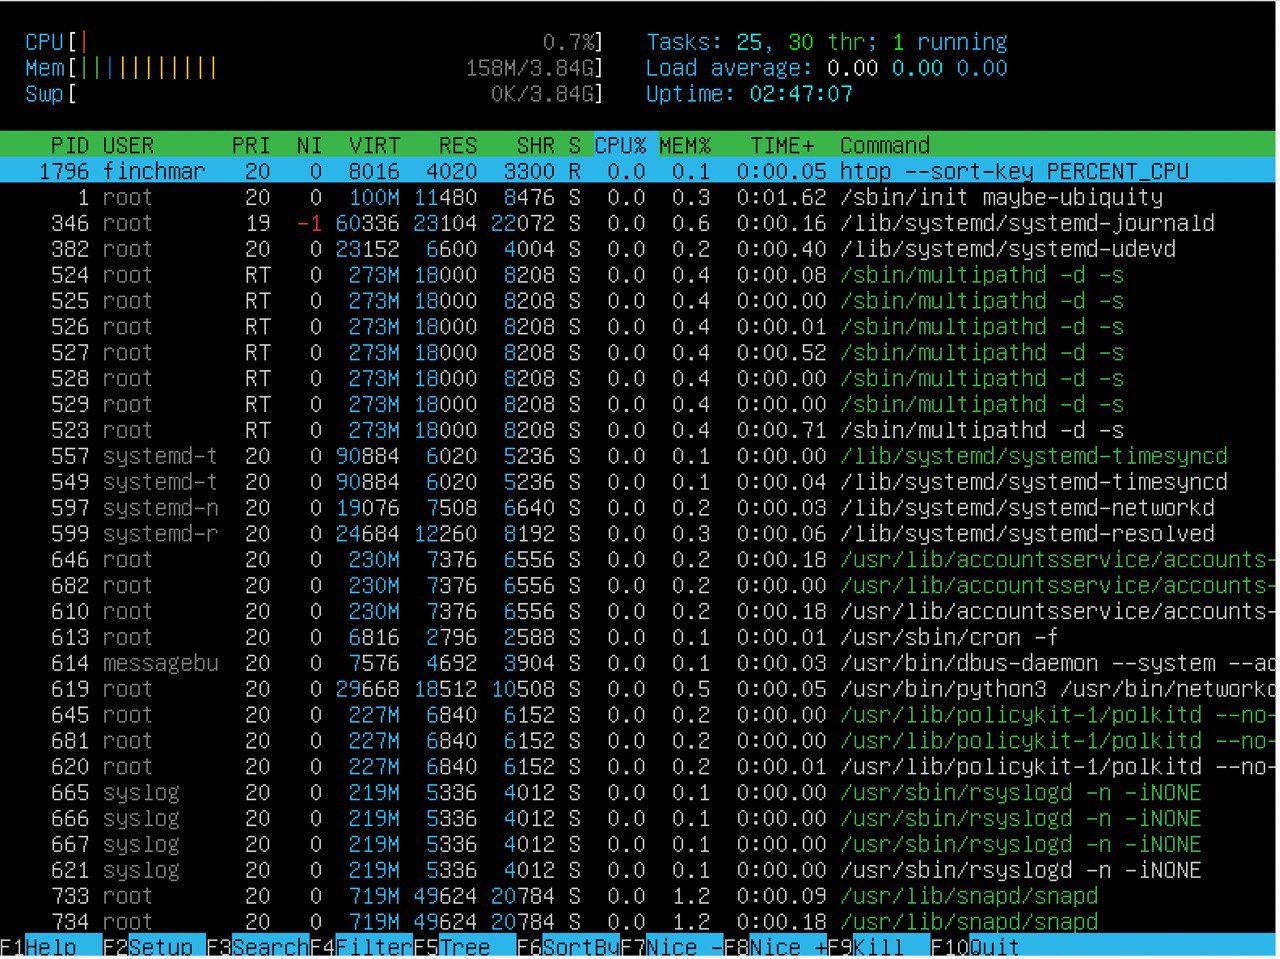 CPU[| 0.7%] Tasks: 25, 30 thr; 1 running
Mem[||||||||||| 158M/3.84G] Load average: 0.00 0.00 0.00
Swp[ 0K/3.84G] Uptime: 02:47:07
PID USER PRI NI VIRT RES SHR S CPU% MEM% TIME+ Command
1796 finchmar 20 0 8016 4020 3300 R 0.0 0.1 0:00.05 htop --sort-key PERCENT_CPU
1 root 20 0 100M 11480 8476 S 0.0 0.3 0:01.62 /sbin/init maybe-ubiquity
346 root 19 -1 60336 23104 22072 S 0.0 0.6 0:00.16 /lib/systemd/systemd-journald
382 root 20 0 23152 6600 4004 S 0.0 0.2 0:00.40 /lib/systemd/systemd-udevd
524 root RT 0 273M 18000 8208 S 0.0 0.4 0:00.08 /sbin/multipathd -d -s
525 root RT 0 273M 18000 8208 S 0.0 0.4 0:00.00 /sbin/multipathd -d -s
526 root RT 0 273M 18000 8208 S 0.0 0.4 0:00.01 /sbin/multipathd -d -s
527 root RT 0 273M 18000 8208 S 0.0 0.4 0:00.52 /sbin/multipathd -d -s
528 root RT 0 273M 18000 8208 S 0.0 0.4 0:00.00 /sbin/multipathd -d -s
529 root RT 0 273M 18000 8208 S 0.0 0.4 0:00.00 /sbin/multipathd -d -s
523 root RT 0 273M 18000 8208 S 0.0 0.4 0:00.71 /sbin/multipathd -d -s
557 systemd-t 20 0 90884 6020 5236 S 0.0 0.1 0:00.00 /lib/systemd/systemd-timesyncd
549 systemd-t 20 0 90884 6020 5236 S 0.0 0.1 0:00.04 /lib/systemd/systemd-timesyncd
597 systemd-n 20 0 19076 7508 6640 S 0.0 0.2 0:00.03 /lib/systemd/systemd-networkd
599 systemd-r 20 0 24684 12260 8192 S 0.0 0.3 0:00.06 /lib/systemd/systemd-resolved
646 root 20 0 230M 7376 6556 S 0.0 0.2 0:00.18 /usr/lib/accountsservice/accounts-
682 root 20 0 230M 7376 6556 S 0.0 0.2 0:00.00 /usr/lib/accountsservice/accounts-
610 root 20 0 230M 7376 6556 S 0.0 0.2 0:00.18 /usr/lib/accountsservice/accounts-
613 root 20 0 6816 2796 2588 S 0.0 0.1 0:00.01 /usr/sbin/cron -f
614 messagebu 20 0 7576 4692 3904 S 0.0 0.1 0:00.03 /usr/bin/dbus-daemon --system --ad
619 root 20 0 29668 18512 10508 S 0.0 0.5 0:00.05 /usr/bin/python3 /usr/bin/networkd
645 root 20 0 227M 6840 6152 S 0.0 0.2 0:00.00 /usr/lib/policykit-1/polkitd --no-
681 root 20 0 227M 6840 6152 S 0.0 0.2 0:00.00 /usr/lib/policykit-1/polkitd --no-
620 root 20 0 227M 6840 6152 S 0.0 0.2 0:00.01 /usr/lib/policykit-1/polkitd --no-
665 syslog 20 0 219M 5336 4012 S 0.0 0.1 0:00.00 /usr/sbin/rsyslogd -n -iNONE
666 syslog 20 0 219M 5336 4012 S 0.0 0.1 0:00.00 /usr/sbin/rsyslogd -n -iNONE
667 syslog 20 0 219M 5336 4012 S 0.0 0.1 0:00.00 /usr/sbin/rsyslogd -n -iNONE
621 syslog 20 0 219M 5336 4012 S 0.0 0.1 0:00.01 /usr/sbin/rsyslogd -n -iNONE
733 root 20 0 719M 49624 20784 S 0.0 1.2 0:00.09 /usr/lib/snapd/snapd
734 root 20 0 719M 49624 20784 S 0.0 1.2 0:00.18 /usr/lib/snapd/snapd
F1Help F2Setup F3SearchF4FilterF5Tree F6SortByF7Nice -F8Nice +F9Kill F10Quit